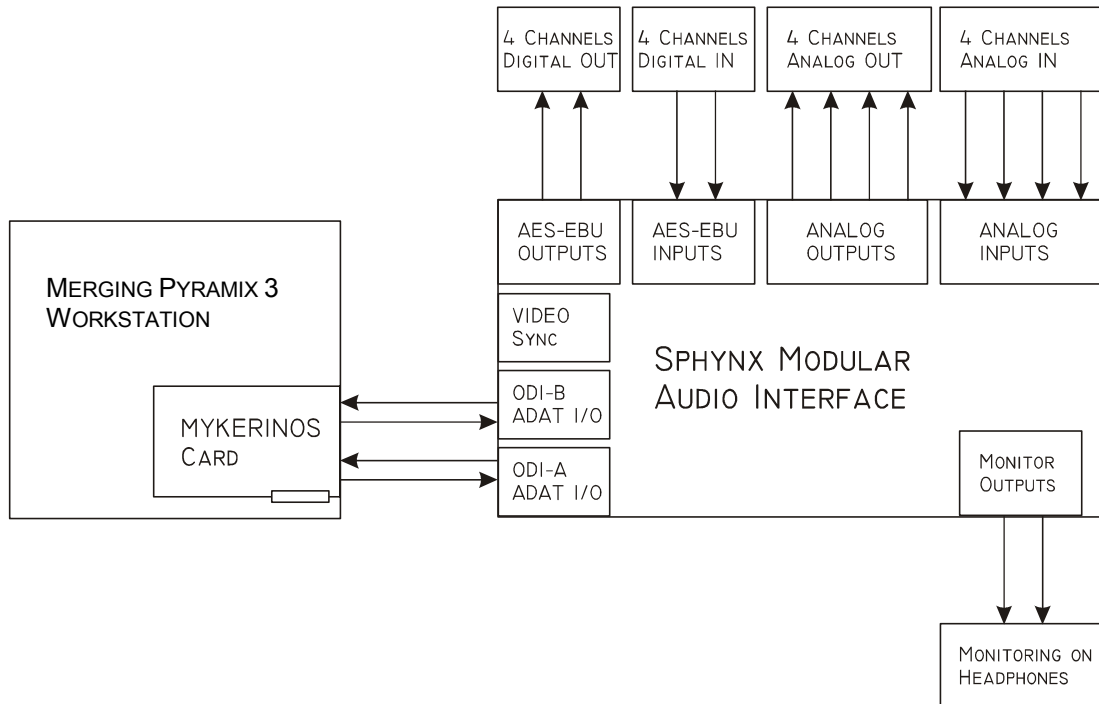 4 CHANNELS
DIGITAL OUT
4 CHANNELS
DIGITAL IN
4 CHANNELS
ANALOG OUT
4 CHANNELS
ANALOG IN
AES-EBU
OUTPUTS
AES-EBU
INPUTS
ANALOG
OUTPUTS
ANALOG
INPUTS
MERGING PYRAMIX 3
WORKSTATION
VIDEO
SYNC
SPHYNX MODULAR
AUDIO INTERFACE
ODI-B
ADAT I/O
MYKERINOS
CARD
ODI-A
ADAT I/O
MONITOR
OUTPUTS
MONITORING ON
HEADPHONES